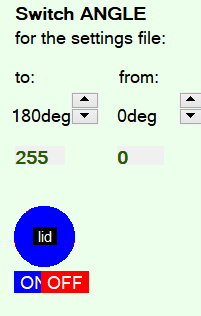 Switch ANGLE
for the settings file:
to: from:
180deg 0deg
255 0
lid
ON OFF